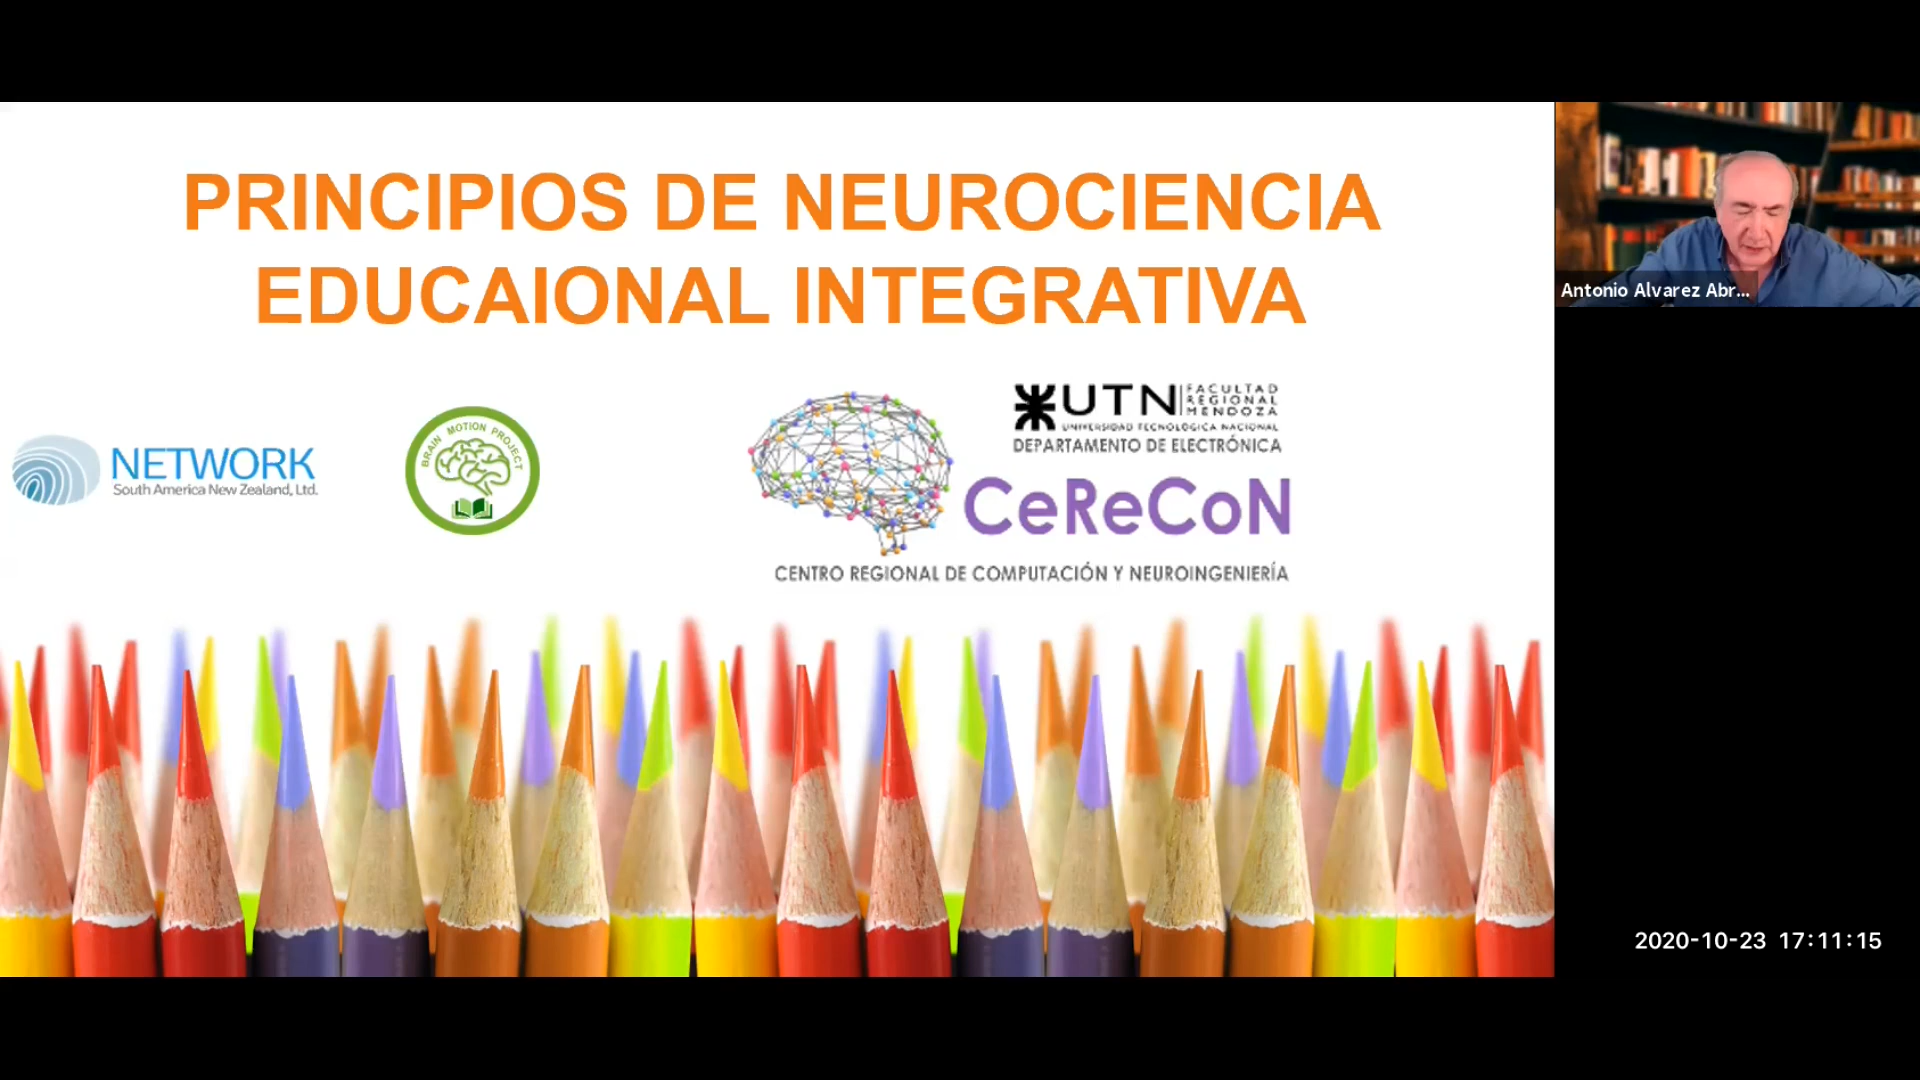 PRINCIPIOS DE NEUROCIENCIA
EDUCAIONAL INTEGRATIVA
NETWORK
South America New Zealand, Ltd.
BRAIN MOTION PROJECT
UTN
FACULTAD
REGIONAL
MENDOZA
UNIVERSIDAD TECNOLOGICA NACIONAL
DEPARTAMENTO DE ELECTRÓNICA
CeReCoN
CENTRO REGIONAL DE COMPUTACIÓN Y NEUROINGENIERÍA
Antonio Alvarez Abr...
2020-10-23 17:11:15